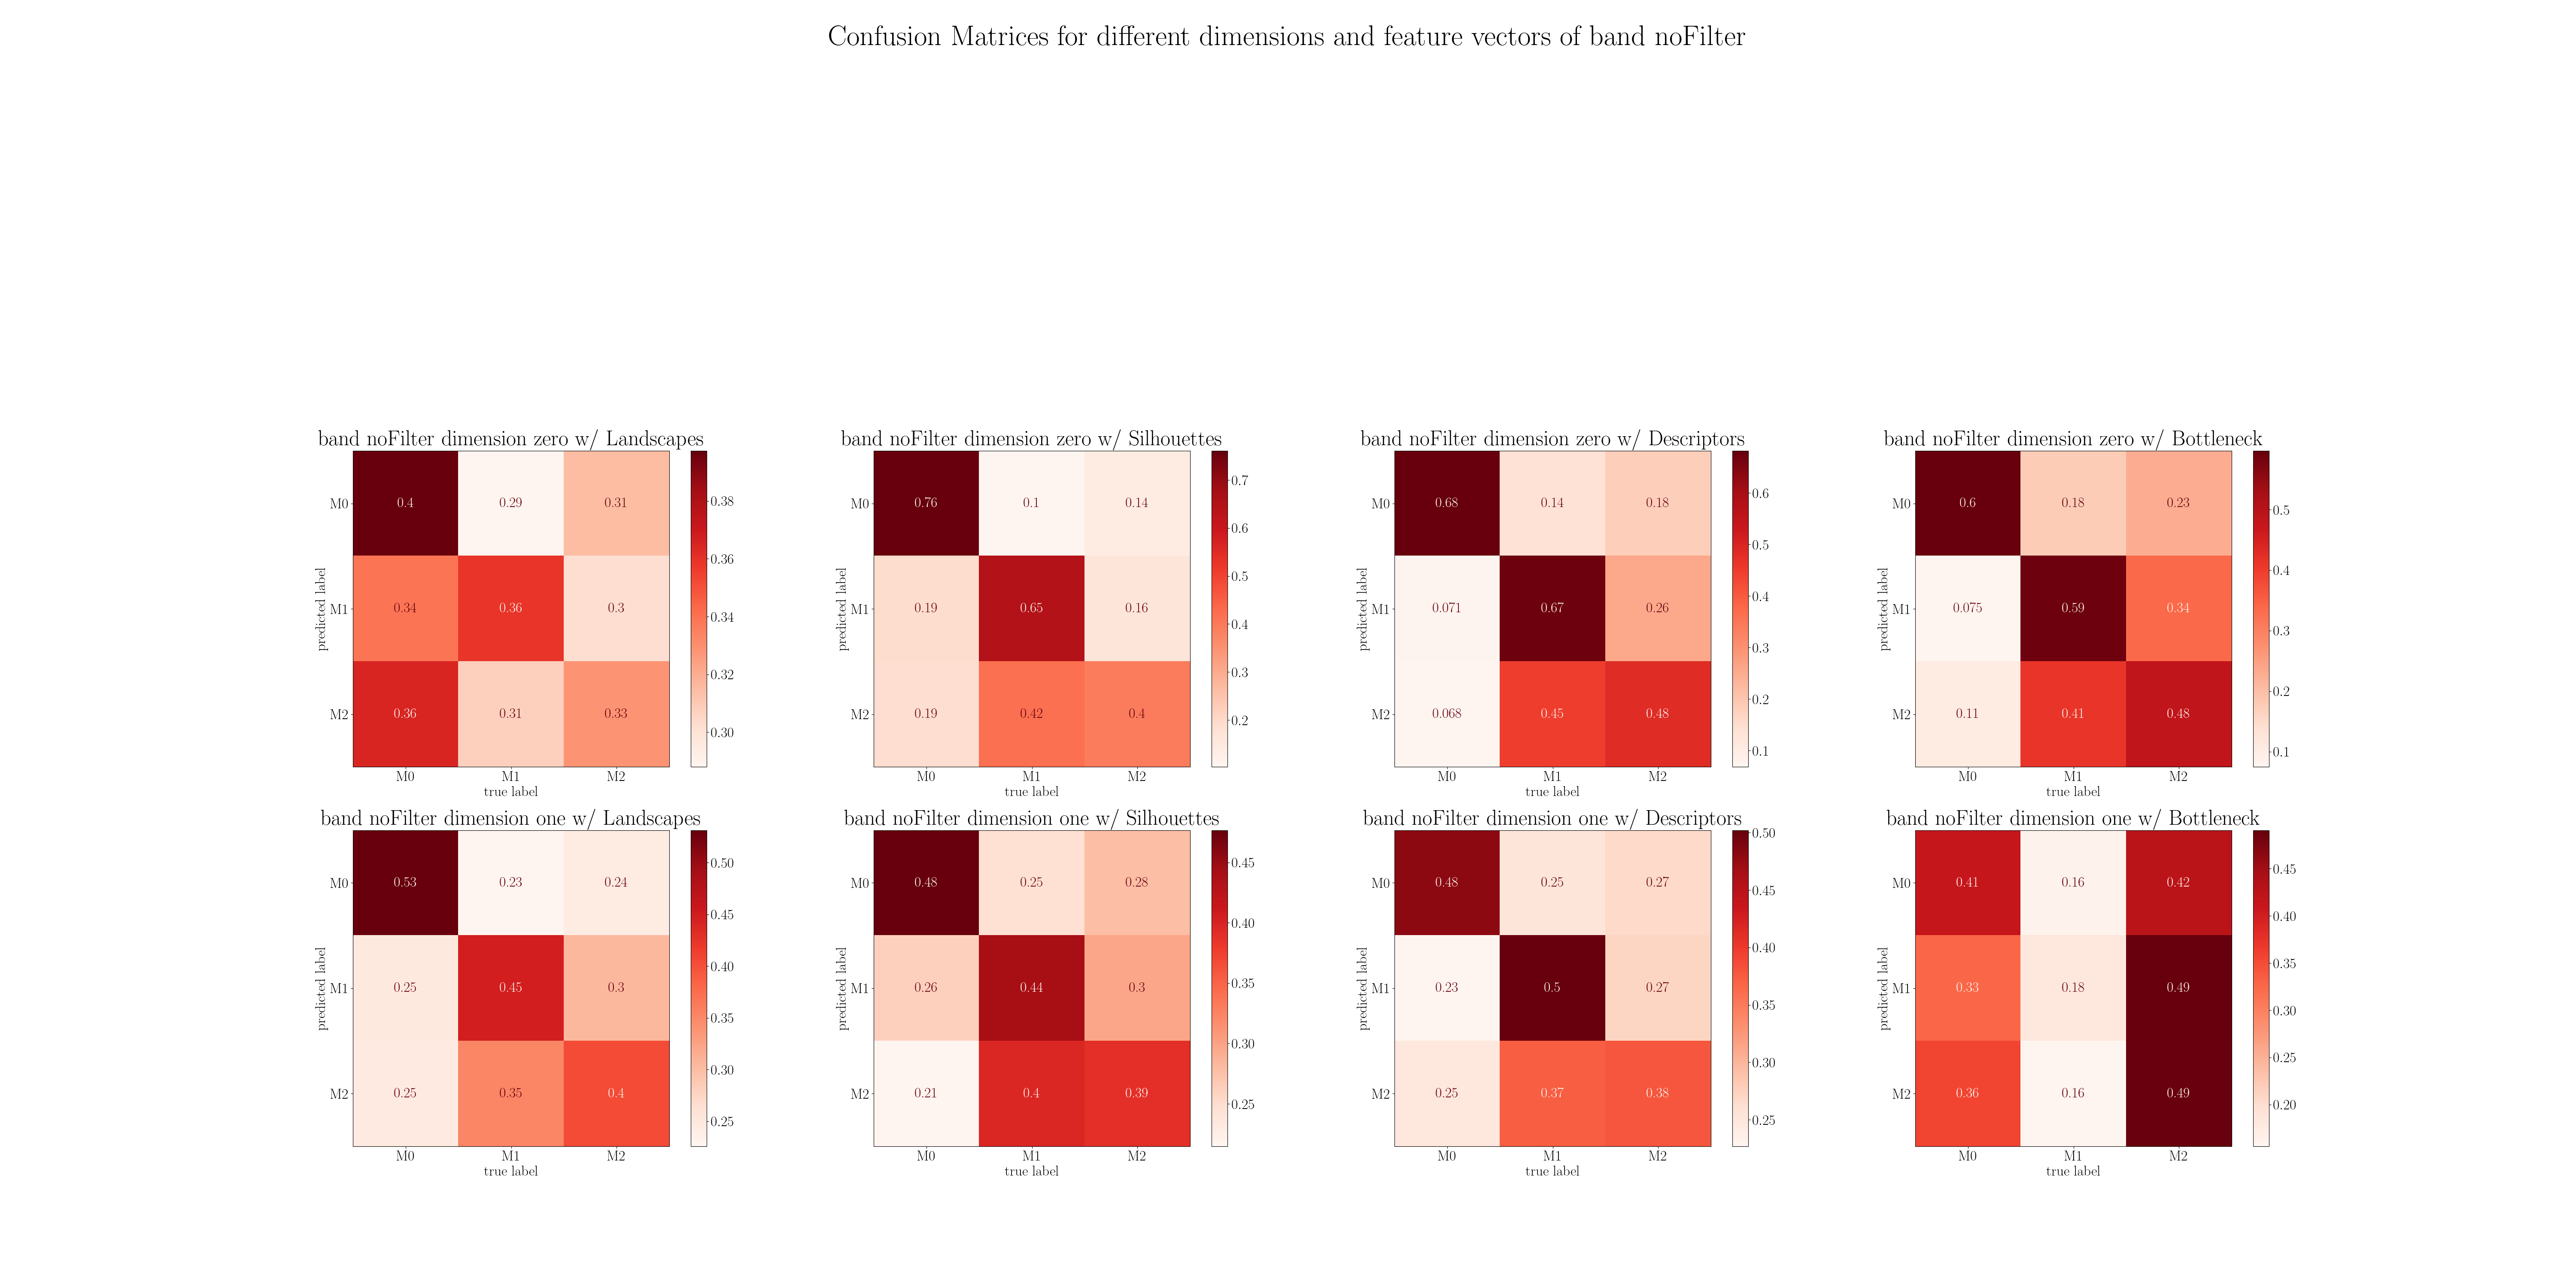 Confusion Matrices for different dimensions and feature vectors of band noFilter
band noFilter dimension zero w/ Landscapes
predicted label
M0 0.4 0.29 0.31
M1 0.34 0.36 0.3
M2 0.36 0.31 0.33
M0 M1 M2
true label
0.38
0.36
0.34
0.32
0.30
band noFilter dimension zero w/ Silhouettes
predicted label
M0 0.76 0.1 0.14
M1 0.19 0.65 0.16
M2 0.19 0.42 0.4
M0 M1 M2
true label
0.7
0.6
0.5
0.4
0.3
0.2
band noFilter dimension zero w/ Descriptors
predicted label
M0 0.68 0.14 0.18
M1 0.071 0.67 0.26
M2 0.068 0.45 0.48
M0 M1 M2
true label
0.6
0.5
0.4
0.3
0.2
0.1
band noFilter dimension zero w/ Bottleneck
predicted label
M0 0.6 0.18 0.23
M1 0.075 0.59 0.34
M2 0.11 0.41 0.48
M0 M1 M2
true label
0.5
0.4
0.3
0.2
0.1
band noFilter dimension one w/ Landscapes
predicted label
M0 0.53 0.23 0.24
M1 0.25 0.45 0.3
M2 0.25 0.35 0.4
M0 M1 M2
true label
0.50
0.45
0.40
0.35
0.30
0.25
band noFilter dimension one w/ Silhouettes
predicted label
M0 0.48 0.25 0.28
M1 0.26 0.44 0.3
M2 0.21 0.4 0.39
M0 M1 M2
true label
0.45
0.40
0.35
0.30
0.25
band noFilter dimension one w/ Descriptors
predicted label
M0 0.48 0.25 0.27
M1 0.23 0.5 0.27
M2 0.25 0.37 0.38
M0 M1 M2
true label
0.50
0.45
0.40
0.35
0.30
0.25
band noFilter dimension one w/ Bottleneck
predicted label
M0 0.41 0.16 0.42
M1 0.33 0.18 0.49
M2 0.36 0.16 0.49
M0 M1 M2
true label
0.45
0.40
0.35
0.30
0.25
0.20